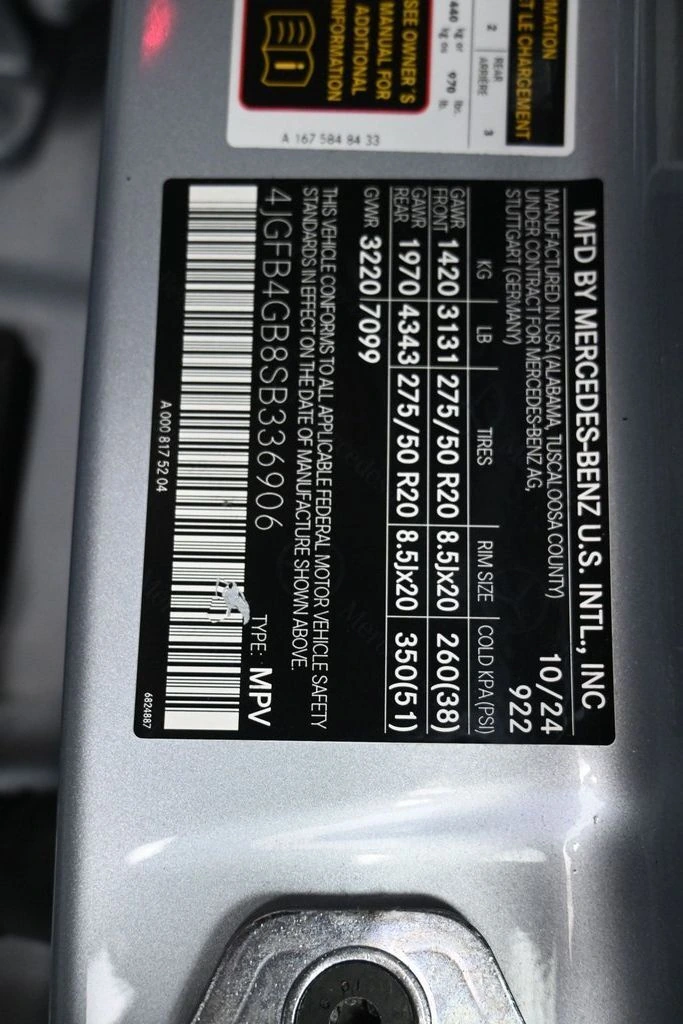 SEE OWNER'S
MANUAL FOR
ADDITIONAL
INFORMATION
RMATION
ET LE CHARGEMENT
2
REAR
ARRIÈRE
3
440
kg or
kg ou
970
lbs.
lb.
A 167 584 84 33
MFD BY MERCEDES-BENZ U.S. INTL., INC
MANUFACTURED IN USA (ALABAMA, TUSCALOOSA COUNTY) 10/24
UNDER CONTRACT FOR MERCEDES-BENZ AG, 922
STUTTGART (GERMANY)
KG LB TIRES RIM SIZE COLD KPA(PSI)
GAWR FRONT 1420 3131 275/50 R20 8.5Jx20 260(38)
GAWR REAR 1970 4343 275/50 R20 8.5Jx20 350(51)
GVWR 3220 7099
THIS VEHICLE CONFORMS TO ALL APPLICABLE FEDERAL MOTOR VEHICLE SAFETY
STANDARDS IN EFFECT ON THE DATE OF MANUFACTURE SHOWN ABOVE.
4JGFB4GB8SB336906 TYPE: MPV
A 000 817 52 04
6824887